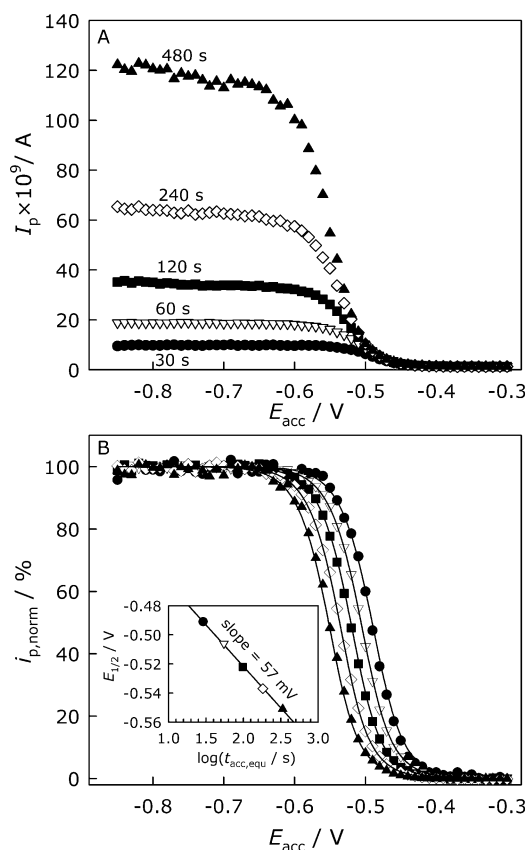 A
140
120
100
80
60
40
20
0
I_p×10⁹/ A
480 s
240 s
120 s
60 s
30 s
-0.8 -0.7 -0.6 -0.5 -0.4 -0.3
E_acc / V
B
100
80
60
40
20
0
i_p,norm / %
-0.48
-0.50
-0.52
-0.54
-0.56
E_1/2 / V
slope = 57 mV
1.0 1.5 2.0 2.5 3.0
log(t_acc,equ / s)
-0.8 -0.7 -0.6 -0.5 -0.4 -0.3
E_acc / V